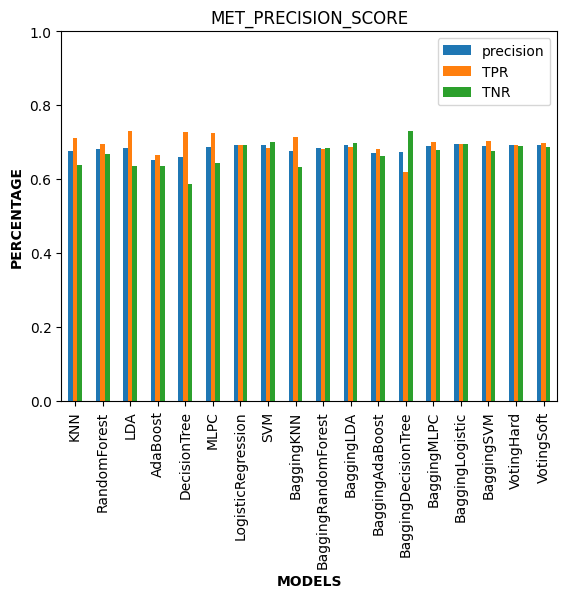 MET_PRECISION_SCORE
precision
TPR
TNR
1.0
0.8
0.6
0.4
0.2
0.0
PERCENTAGE
KNN
RandomForest
LDA
AdaBoost
DecisionTree
MLPC
LogisticRegression
SVM
BaggingKNN
BaggingRandomForest
BaggingLDA
BaggingAdaBoost
BaggingDecisionTree
BaggingMLPC
BaggingLogistic
BaggingSVM
VotingHard
VotingSoft
MODELS